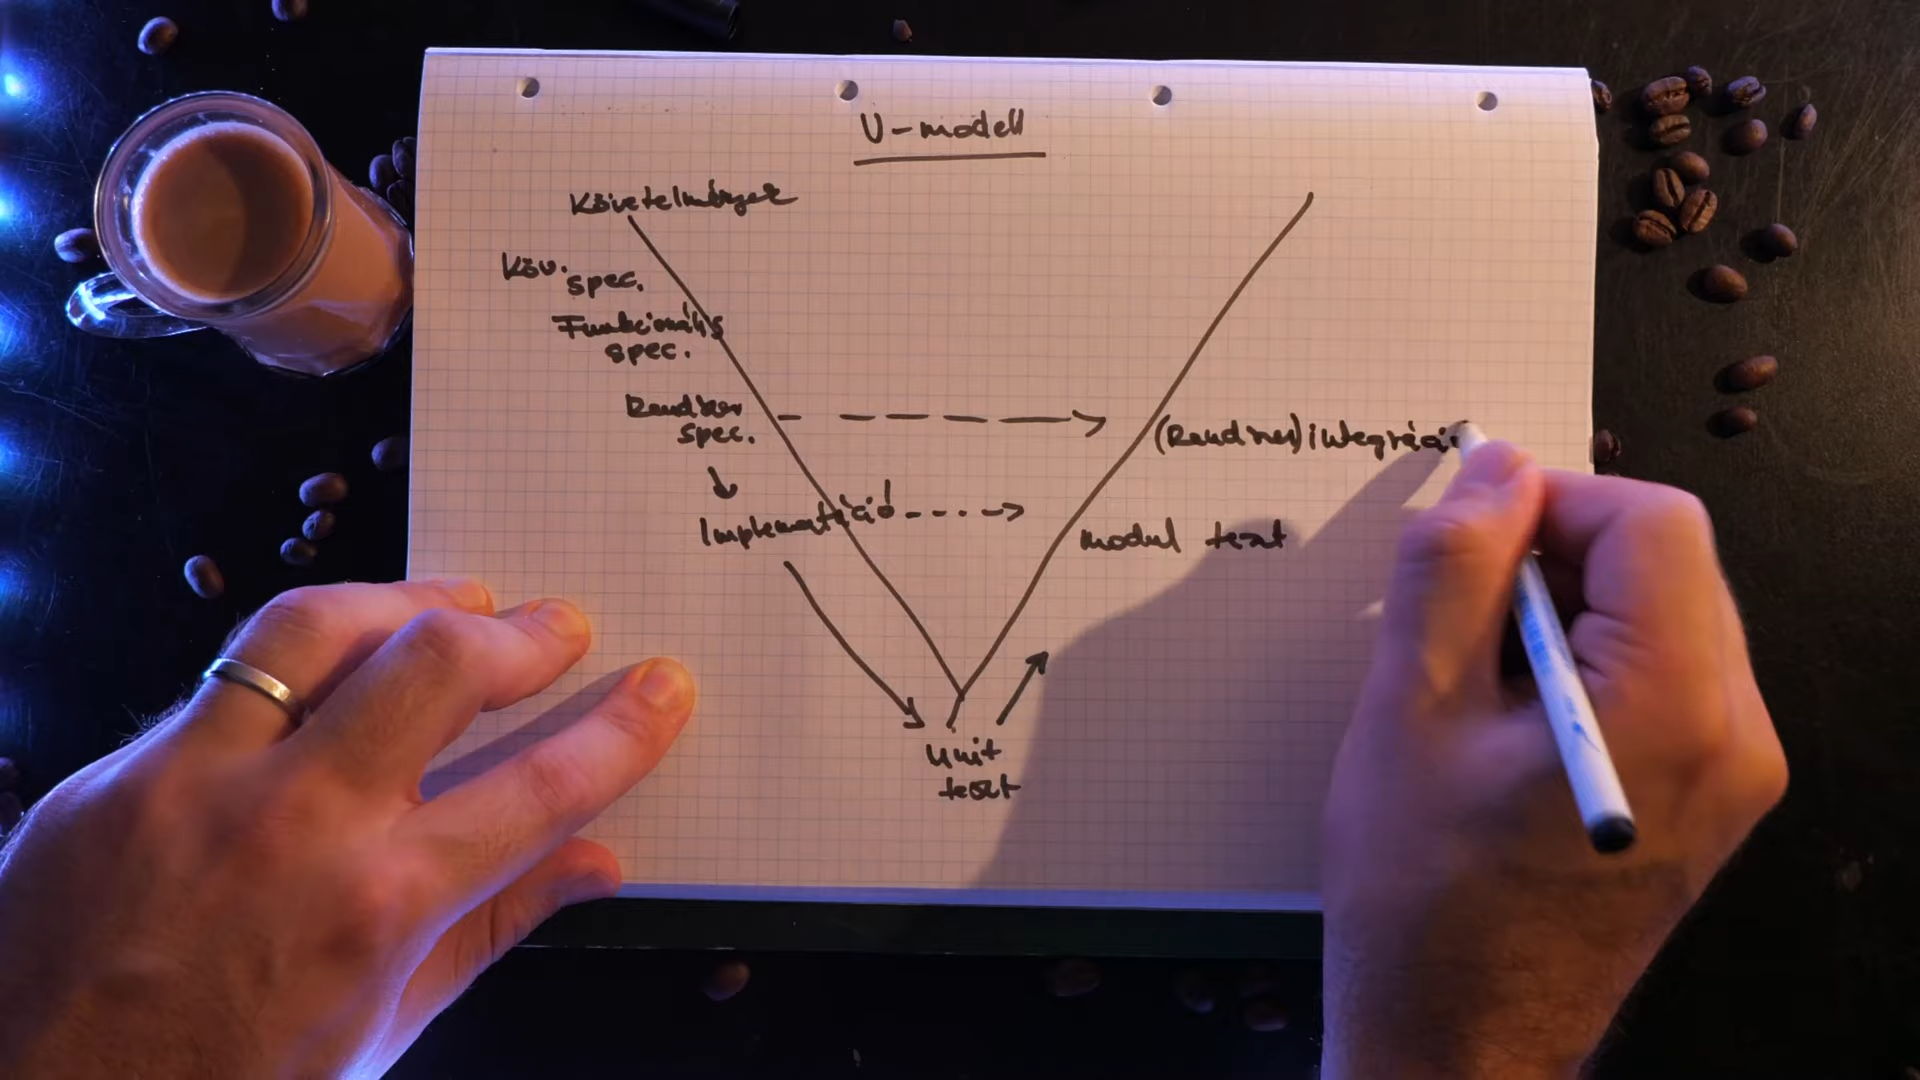 V-modell
Követelmények
Köv.
spec.
Funkcionális
spec.
Rendszer
spec.
(Rendszer) integráció
Implementáció
modul teszt
Unit
teszt